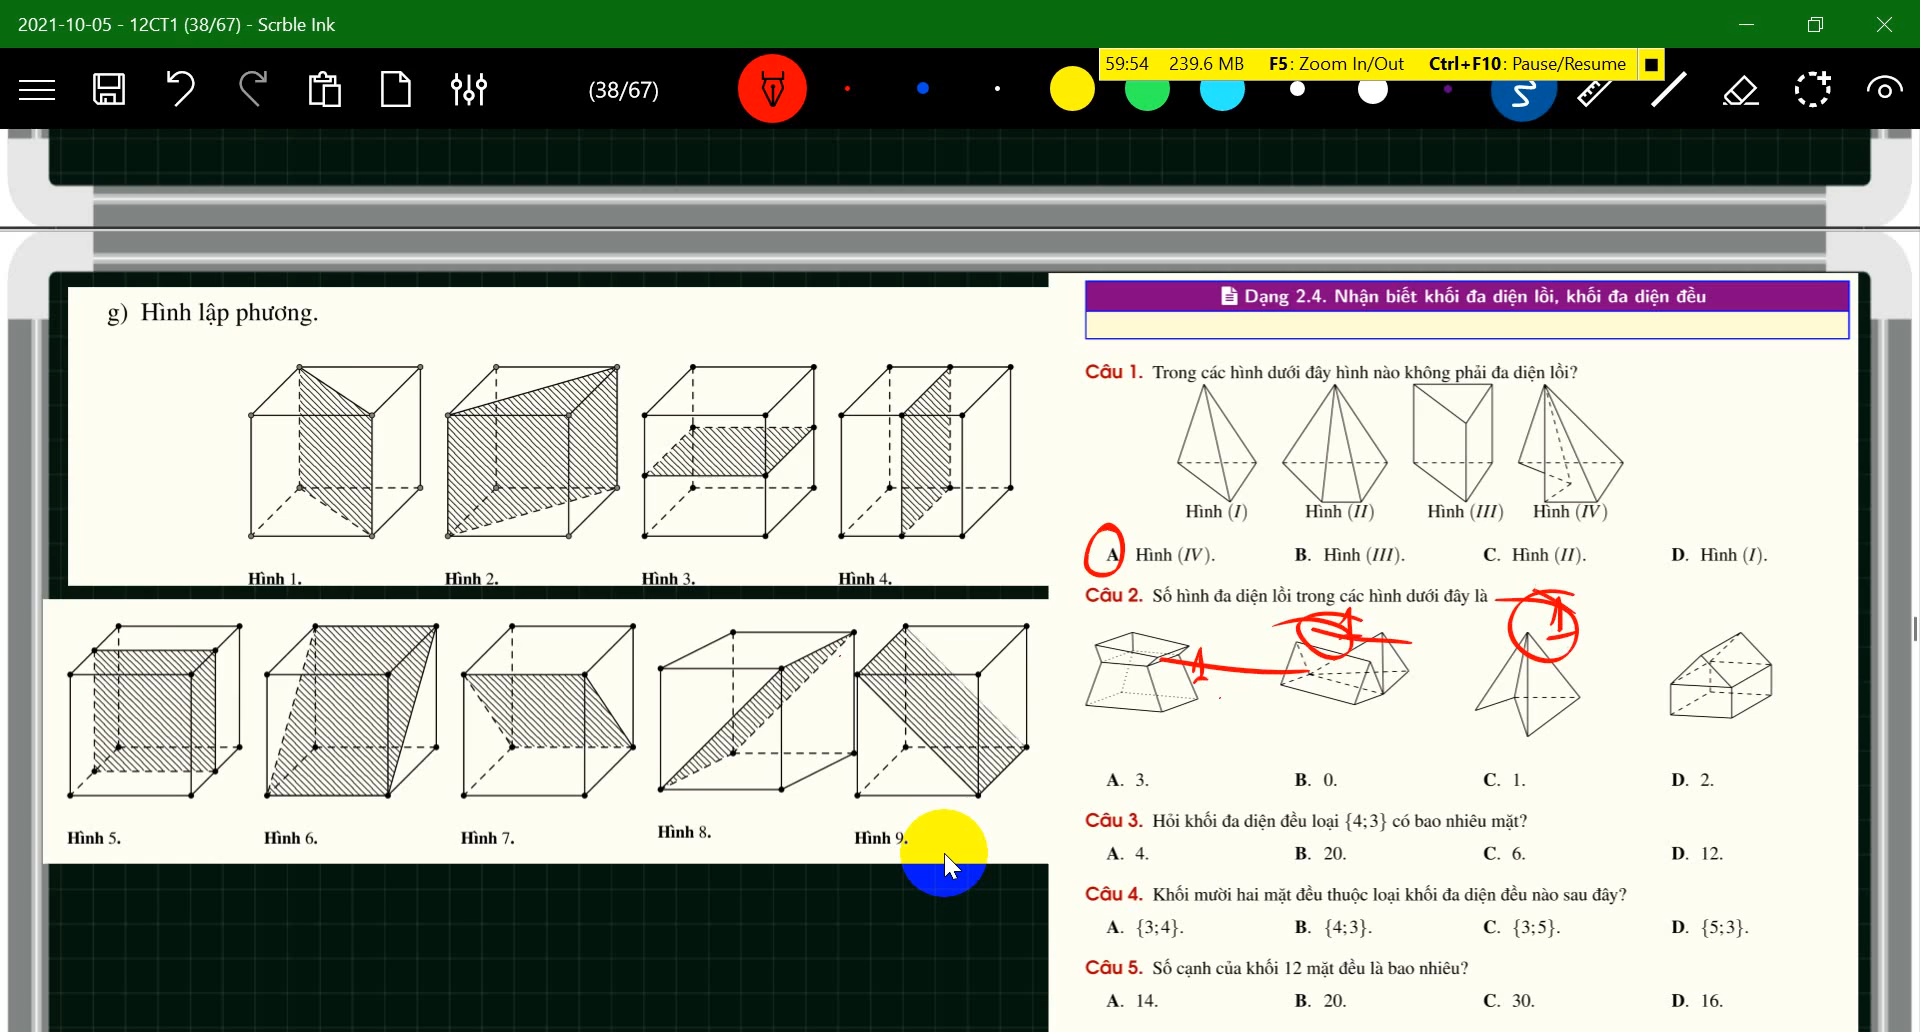 2021-10-05 - 12CT1 (38/67) - Scrble Ink
59:54 239.6 MB F5: Zoom In/Out Ctrl+F10: Pause/Resume
(38/67)
g) Hình lập phương.
Hình 1. Hình 2. Hình 3. Hình 4.
Hình 5. Hình 6. Hình 7. Hình 8. Hình 9.
Dạng 2.4. Nhận biết khối đa diện lồi, khối đa diện đều
Câu 1. Trong các hình dưới đây hình nào không phải đa diện lồi?
Hình (I) Hình (II) Hình (III) Hình (IV)
A Hình (IV). B. Hình (III). C. Hình (II). D. Hình (I).
Câu 2. Số hình đa diện lồi trong các hình dưới đây là
A. 3. B. 0. C. 1. D. 2.
Câu 3. Hỏi khối đa diện đều loại {4;3} có bao nhiêu mặt?
A. 4. B. 20. C. 6. D. 12.
Câu 4. Khối mười hai mặt đều thuộc loại khối đa diện đều nào sau đây?
A. {3;4}. B. {4;3}. C. {3;5}. D. {5;3}.
Câu 5. Số cạnh của khối 12 mặt đều là bao nhiêu?
A. 14. B. 20. C. 30. D. 16.